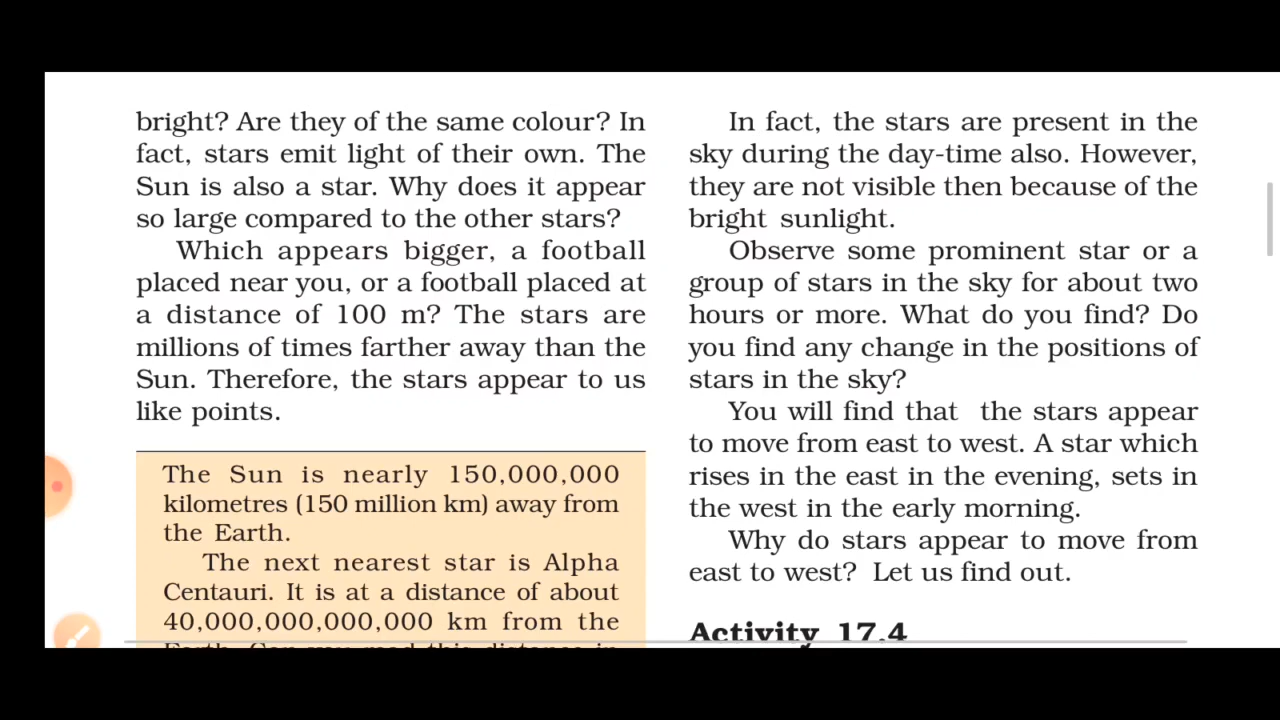 bright? Are they of the same colour? In
fact, stars emit light of their own. The
Sun is also a star. Why does it appear
so large compared to the other stars?
Which appears bigger, a football
placed near you, or a football placed at
a distance of 100 m? The stars are
millions of times farther away than the
Sun. Therefore, the stars appear to us
like points.
The Sun is nearly 150,000,000
kilometres (150 million km) away from
the Earth.
The next nearest star is Alpha
Centauri. It is at a distance of about
40,000,000,000,000 km from the
Earth. Can you read this distance in
In fact, the stars are present in the
sky during the day-time also. However,
they are not visible then because of the
bright sunlight.
Observe some prominent star or a
group of stars in the sky for about two
hours or more. What do you find? Do
you find any change in the positions of
stars in the sky?
You will find that the stars appear
to move from east to west. A star which
rises in the east in the evening, sets in
the west in the early morning.
Why do stars appear to move from
east to west? Let us find out.
Activity 17.4